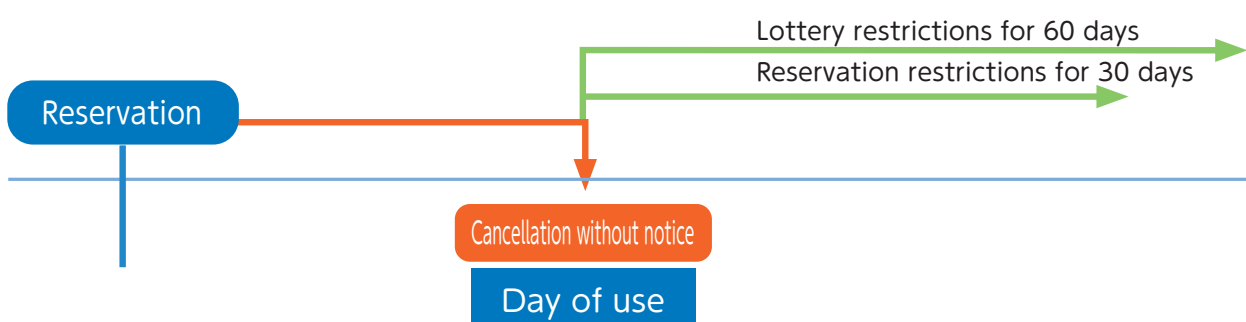 Lottery restrictions for 60 days
Reservation restrictions for 30 days
Reservation
Cancellation without notice
Day of use